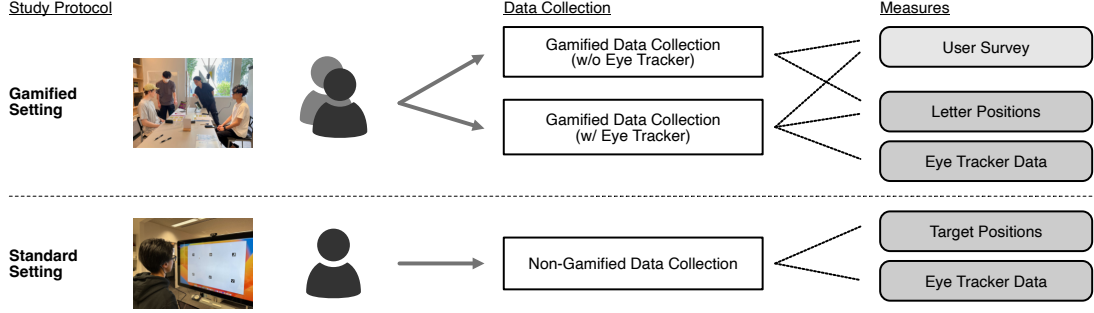 Study Protocol
Data Collection
Measures
Gamified
Setting
Gamified Data Collection
(w/o Eye Tracker)
Gamified Data Collection
(w/ Eye Tracker)
User Survey
Letter Positions
Eye Tracker Data
Standard
Setting
Non-Gamified Data Collection
Target Positions
Eye Tracker Data